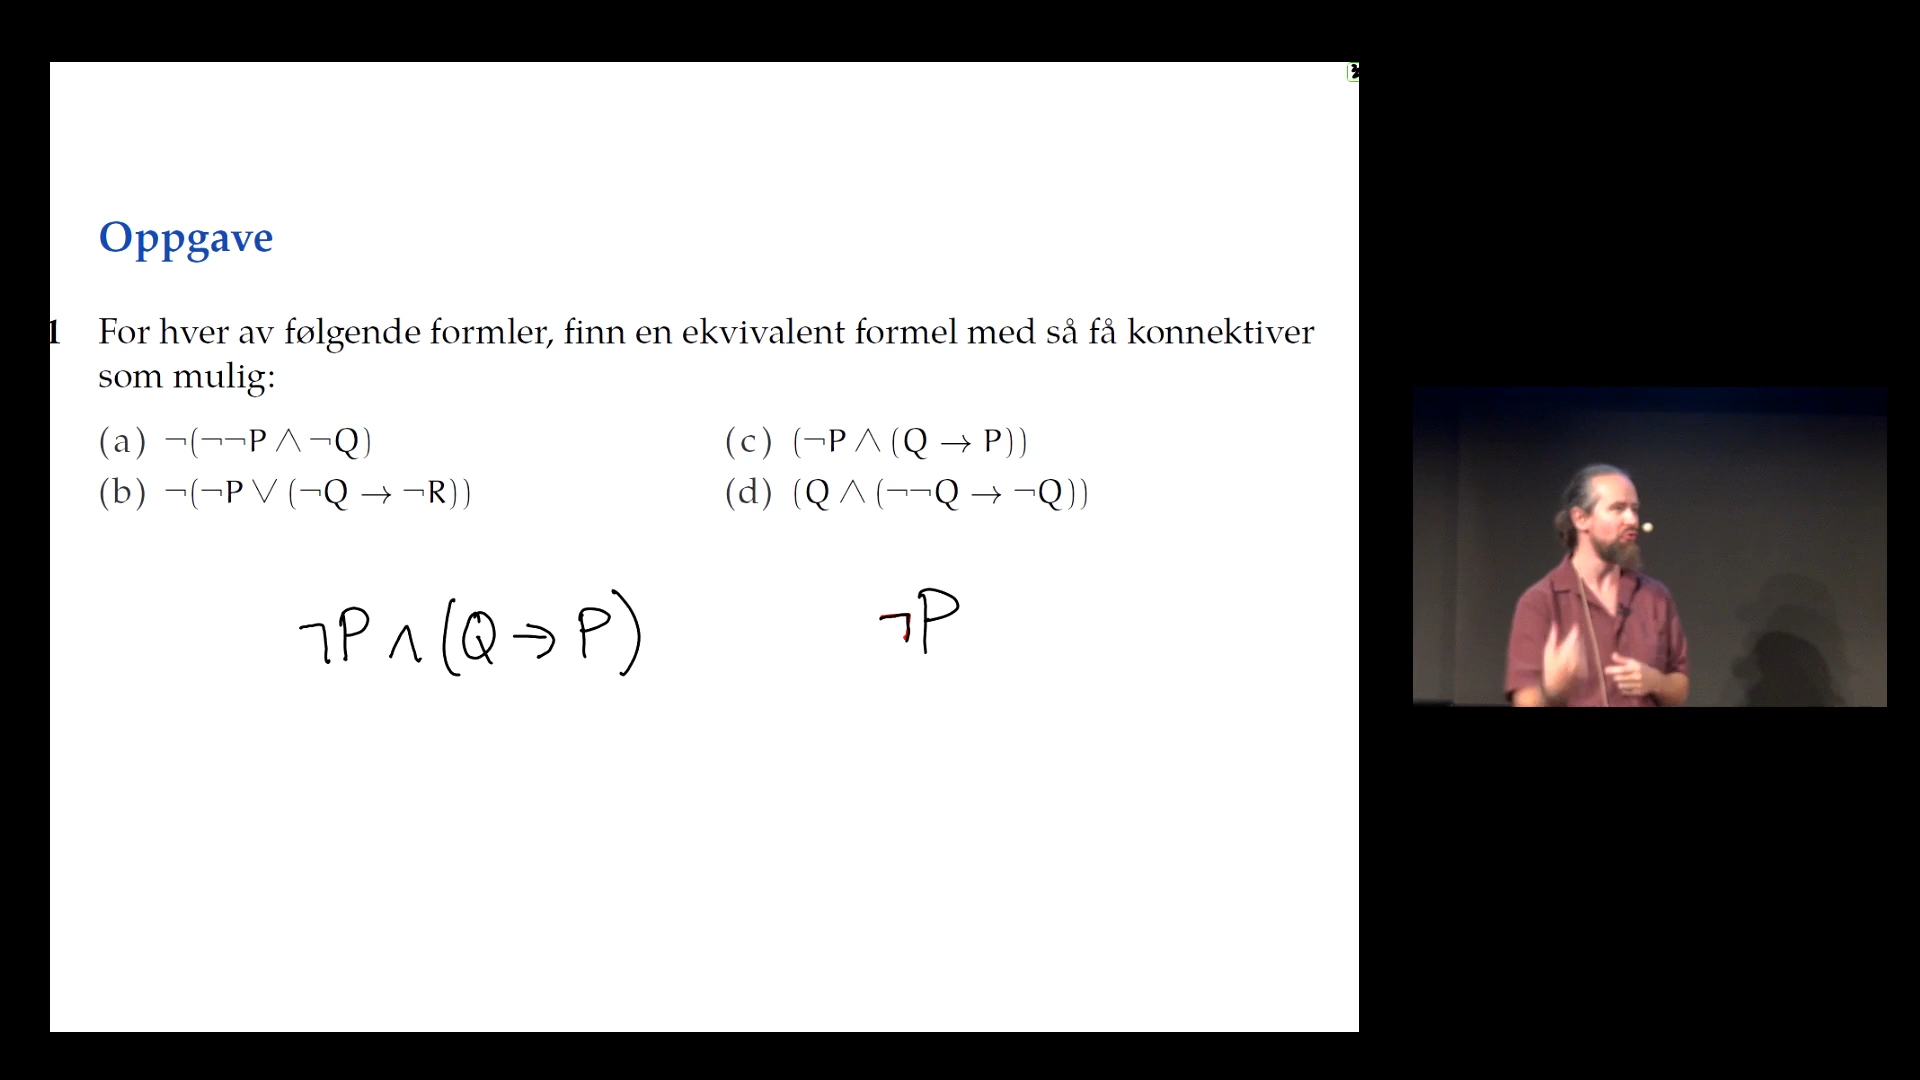 Oppgave
1 For hver av følgende formler, finn en ekvivalent formel med så få konnektiver
som mulig:
(a) ¬(¬¬P ∧ ¬Q)
(b) ¬(¬P ∨ (¬Q → ¬R))
(c) (¬P ∧ (Q → P))
(d) (Q ∧ (¬¬Q → ¬Q))
¬P ∧ (Q → P)
¬P